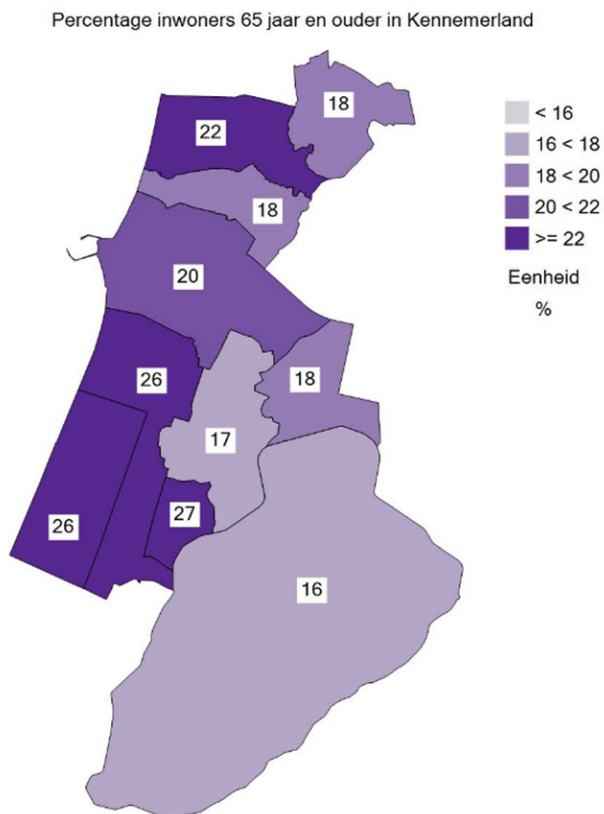 Percentage inwoners 65 jaar en ouder in Kennemerland
18
22
18
20
26
18
17
27
26
16
< 16
16 < 18
18 < 20
20 < 22
>= 22
Eenheid
%